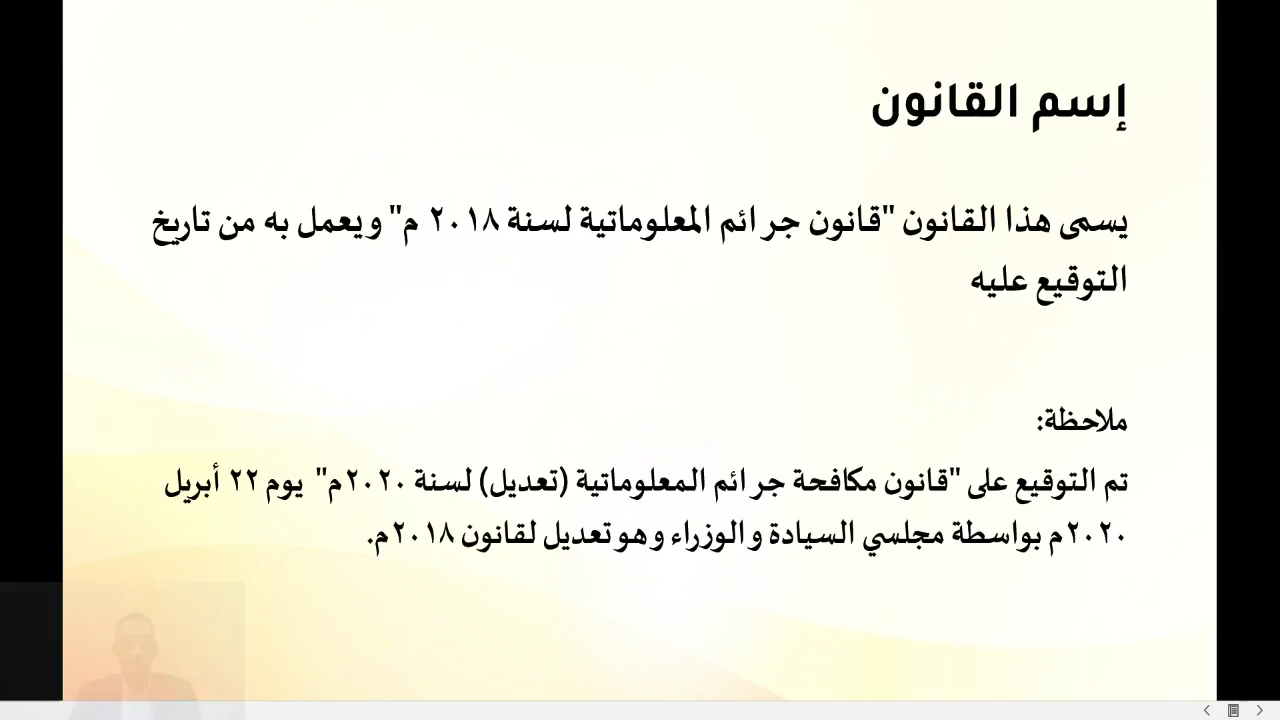 إسم القانون
يسمى هذا القانون "قانون جرائم المعلوماتية لسنة ٢٠١٨ م" ويعمل به من تاريخ
التوقيع عليه
ملاحظة:
تم التوقيع على "قانون مكافحة جرائم المعلوماتية (تعديل) لسنة ٢٠٢٠م" يوم ٢٢ أبريل
٢٠٢٠م بواسطة مجلسي السيادة والوزراء وهو تعديل لقانون ٢٠١٨م.